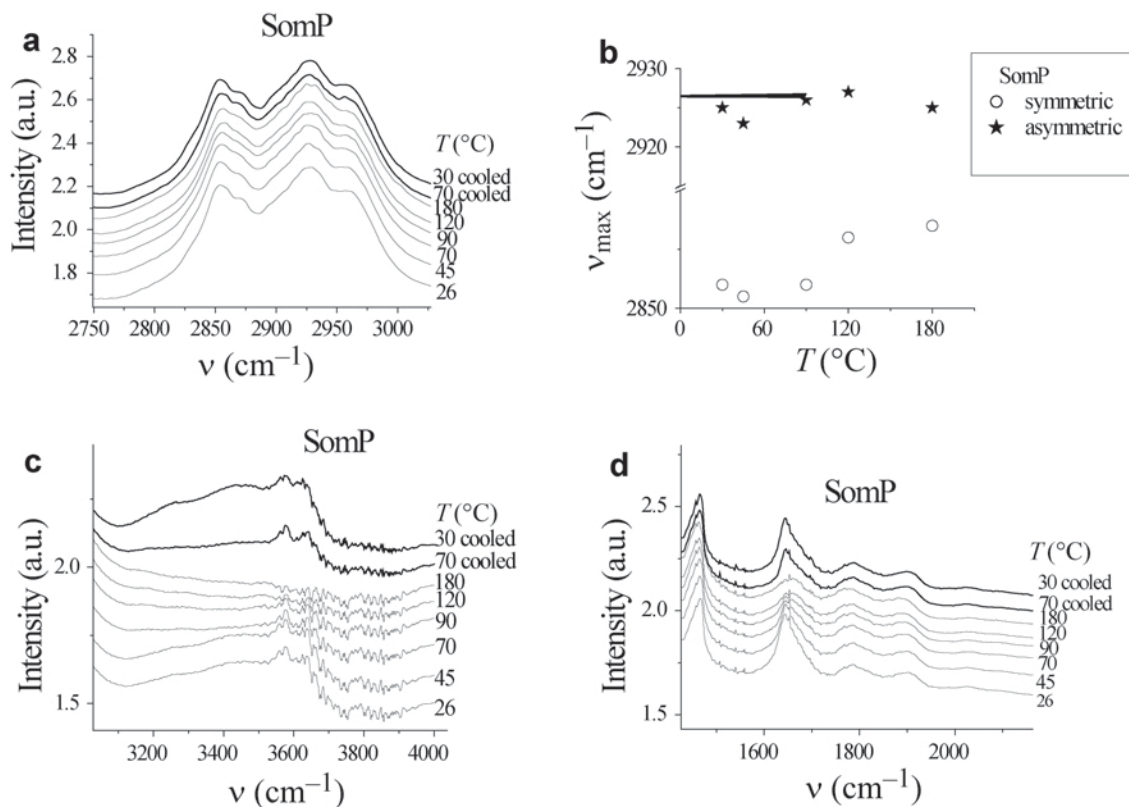 a
SomP
2.8
2.6
2.4
2.2
2.0
1.8
Intensity (a.u.)
T (°C)
30 cooled
70 cooled
180
120
90
70
45
26
2750 2800 2850 2900 2950 3000
ν (cm−1)
b
2930
2920
2850
νmax (cm−1)
0 60 120 180
T (°C)
SomP
symmetric
asymmetric
c
SomP
2.0
1.5
Intensity (a.u.)
T (°C)
30 cooled
70 cooled
180
120
90
70
45
26
3200 3400 3600 3800 4000
ν (cm−1)
d
SomP
2.5
2.0
1.5
Intensity (a.u.)
T (°C)
30 cooled
70 cooled
180
120
90
70
45
26
1600 1800 2000
ν (cm−1)